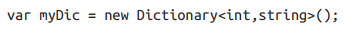 var myDic = new Dictionary<int,string>();